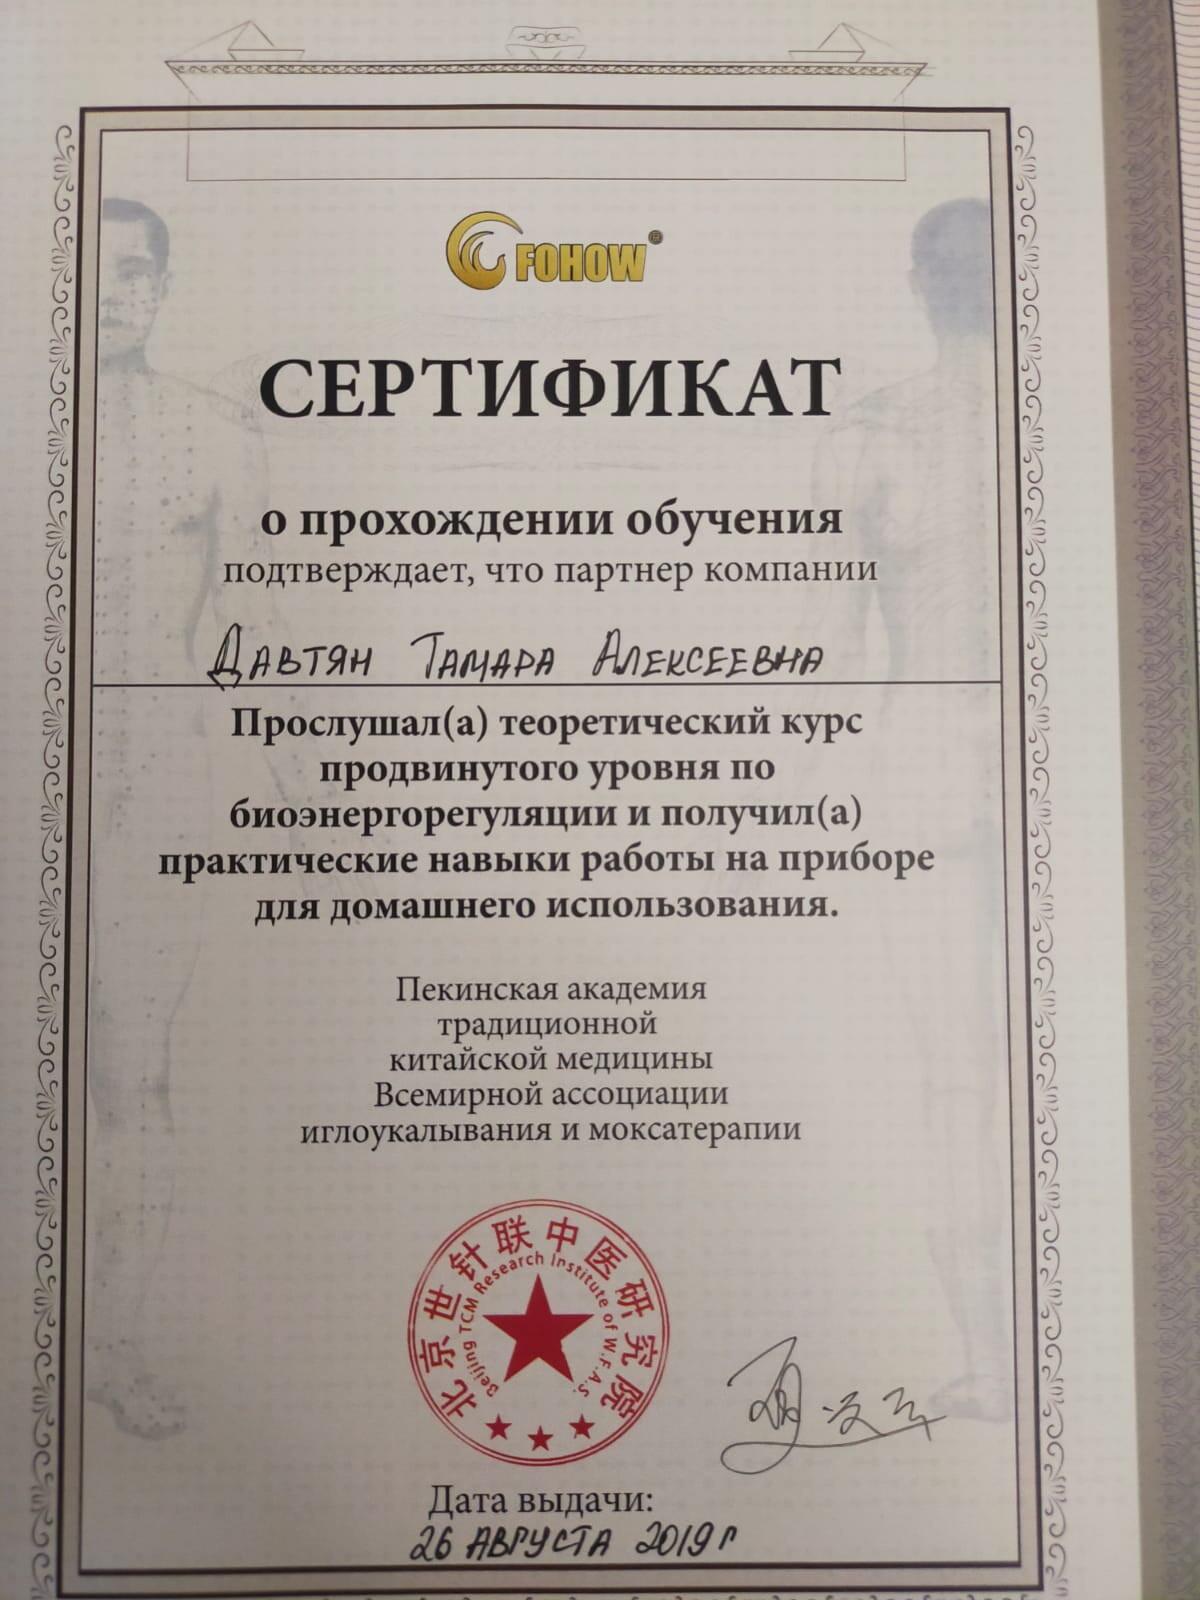 FOHOW®
СЕРТИФИКАТ
о прохождении обучения
подтверждает, что партнер компании
Давтян Тамара Алексеевна
Прослушал(а) теоретический курс
продвинутого уровня по
биоэнергорегуляции и получил(а)
практические навыки работы на приборе
для домашнего использования.
Пекинская академия
традиционной
китайской медицины
Всемирной ассоциации
иглоукалывания и моксатерапии
北京世针联中医研究院
Beijing TCM Research Institute of W.F.A.S.
Дата выдачи:
26 августа 2019 г